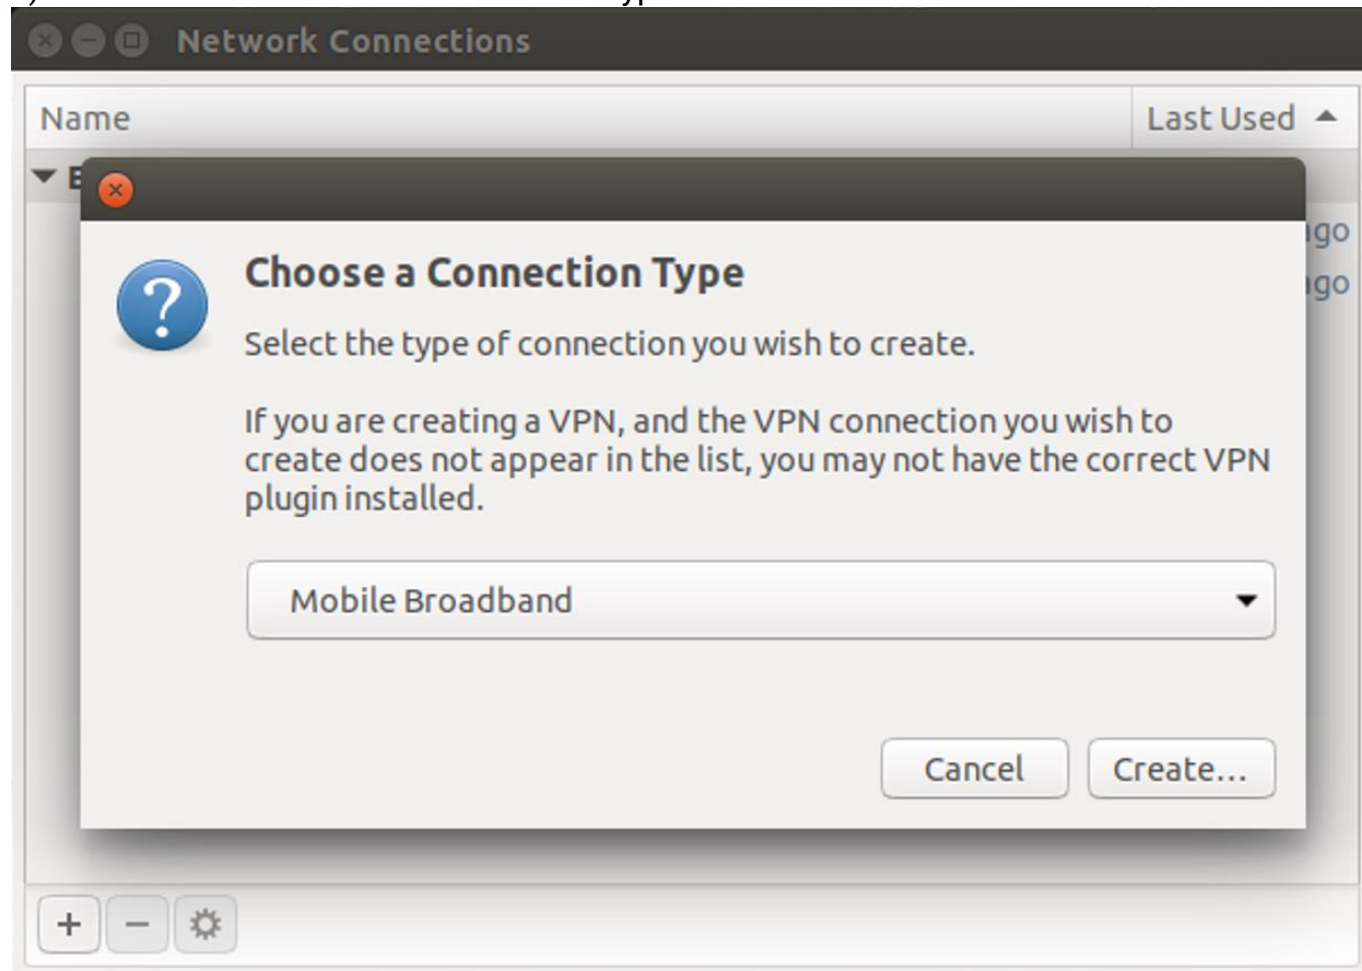 Network Connections
Name
Last Used
ago
ago
Choose a Connection Type
Select the type of connection you wish to create.
If you are creating a VPN, and the VPN connection you wish to
create does not appear in the list, you may not have the correct VPN
plugin installed.
Mobile Broadband
Cancel
Create...